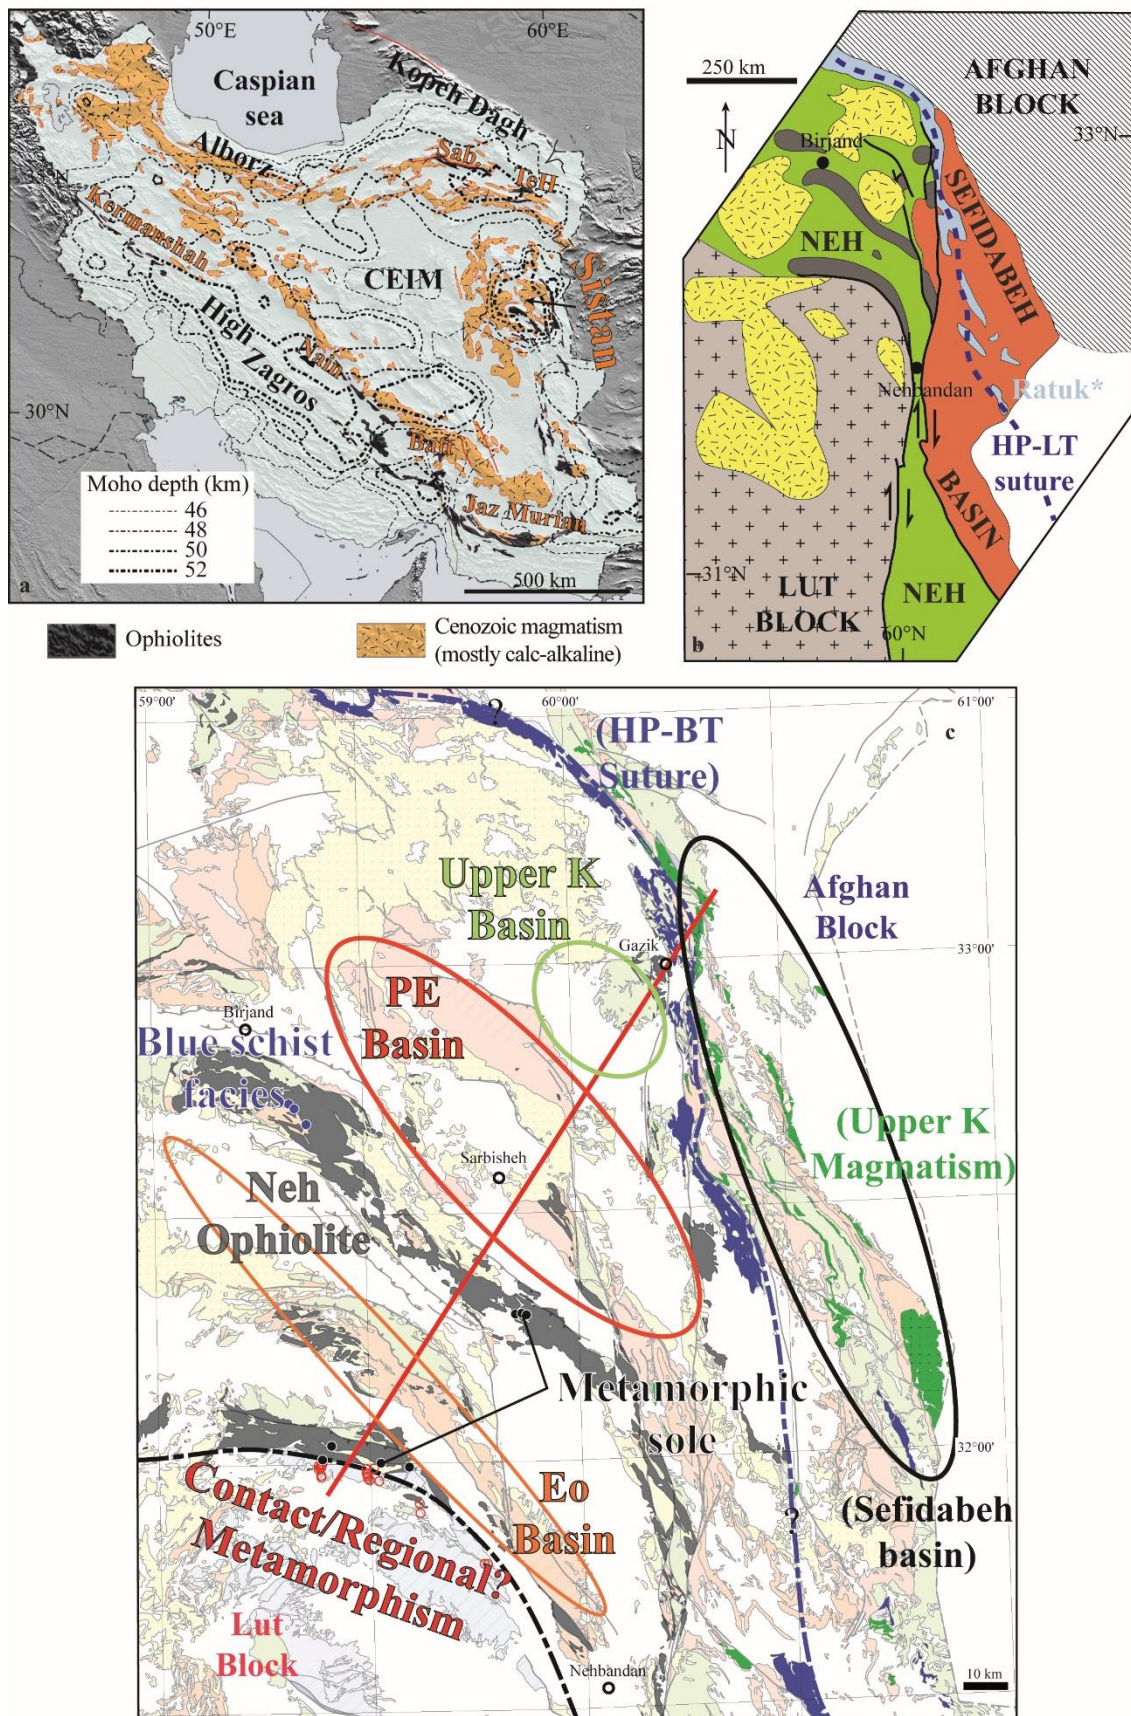 50°E
60°E
Caspian
sea
Kopeh Dagh
Alborz
Sab.
TeH
Kermanshah
CEIM
Sistan
High
Zagros
Nain
30°N
Baft
Jaz Murian
Moho depth (km)
46
48
50
52
500 km
a
Ophiolites
Cenozoic magmatism
(mostly calc-alkaline)
250 km
N
AFGHAN
BLOCK
33°N
Birjand
SEFIDABEH
NEH
Nehbandan
Ratuk*
HP-LT
suture
BASIN
31°N
LUT
BLOCK
NEH
60°N
b
59°00'
60°00'
61°00'
c
?
(HP-BT
Suture)
Upper K
Basin
Afghan
Block
Gazik
33°00'
PE
Basin
Birjand
Blue schist
facies
(Upper K
Magmatism)
Sarbisheh
Neh
Ophiolite
Metamorphic
sole
32°00'
Eo
Basin
?
(Sefidabeh
basin)
Contact/Regional?
Metamorphism
Lut
Block
Nehbandan
10 km